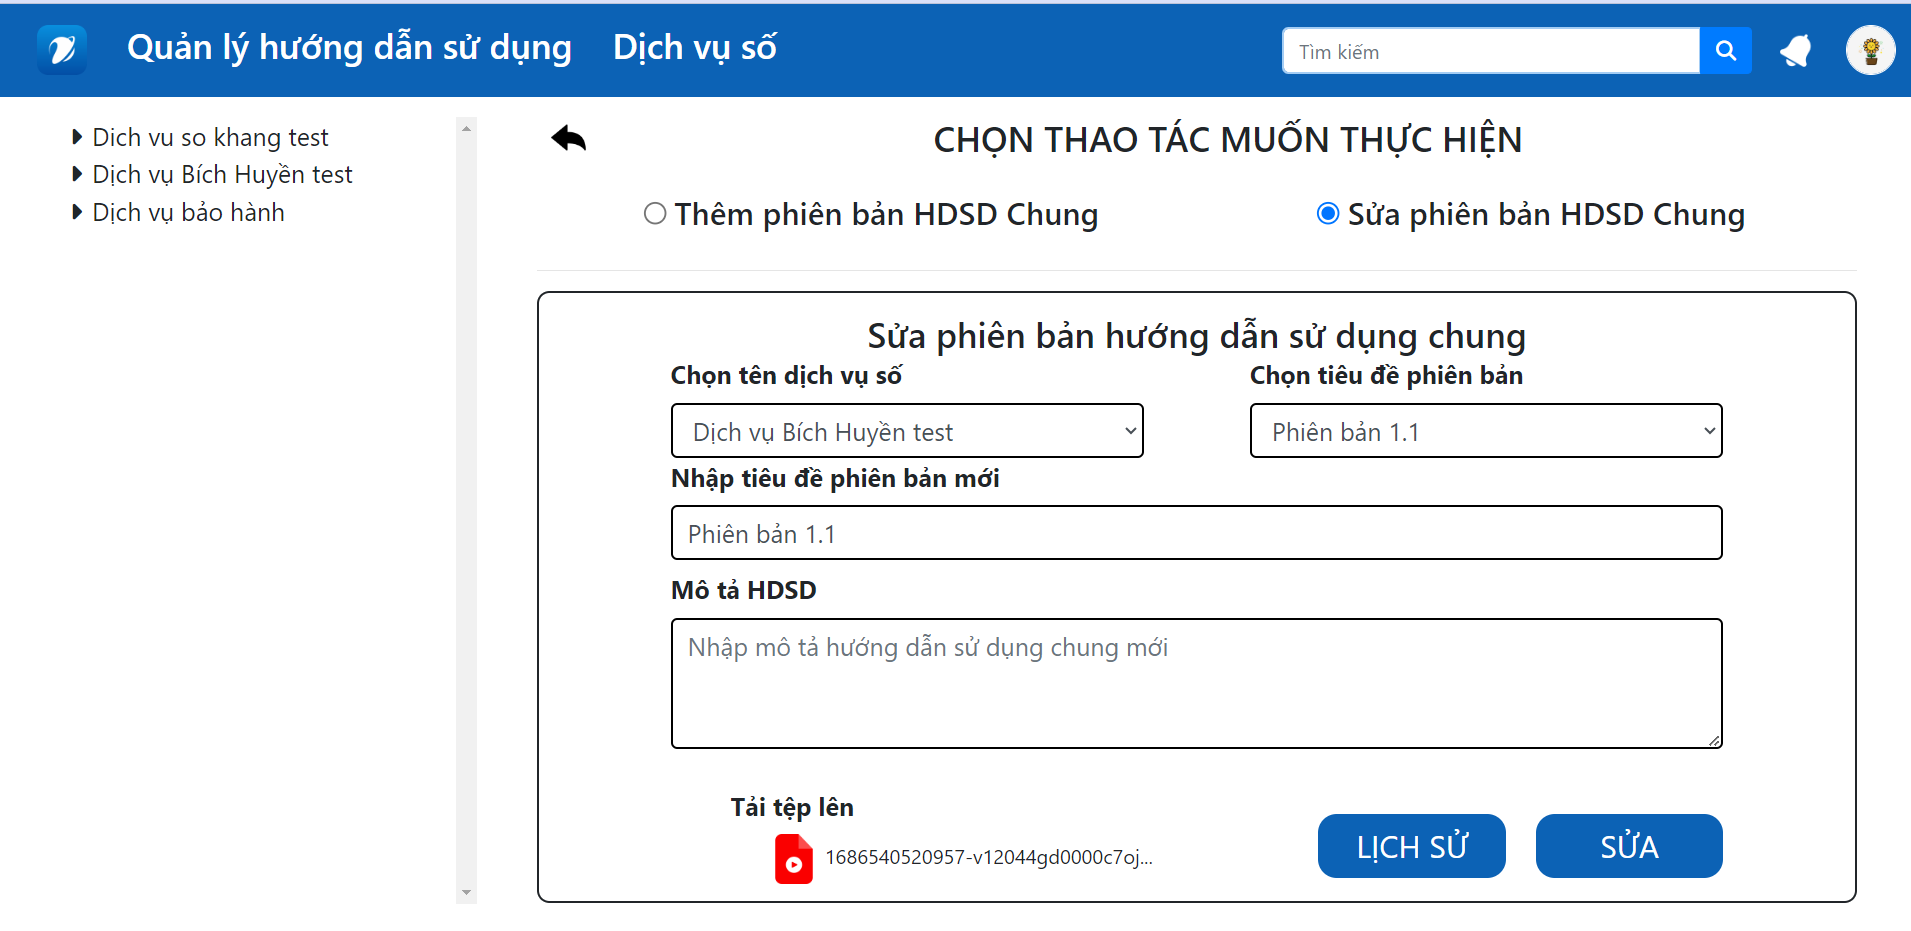 Quản lý hướng dẫn sử dụng Dịch vụ số
Tìm kiếm
Dich vu so khang test
Dịch vụ Bích Huyền test
Dịch vụ bảo hành
CHỌN THAO TÁC MUỐN THỰC HIỆN
Thêm phiên bản HDSD Chung
Sửa phiên bản HDSD Chung
Sửa phiên bản hướng dẫn sử dụng chung
Chọn tên dịch vụ số
Chọn tiêu đề phiên bản
Dịch vụ Bích Huyền test
Phiên bản 1.1
Nhập tiêu đề phiên bản mới
Phiên bản 1.1
Mô tả HDSD
Nhập mô tả hướng dẫn sử dụng chung mới
Tải tệp lên
1686540520957-v12044gd0000c7oj...
LỊCH SỬ
SỬA